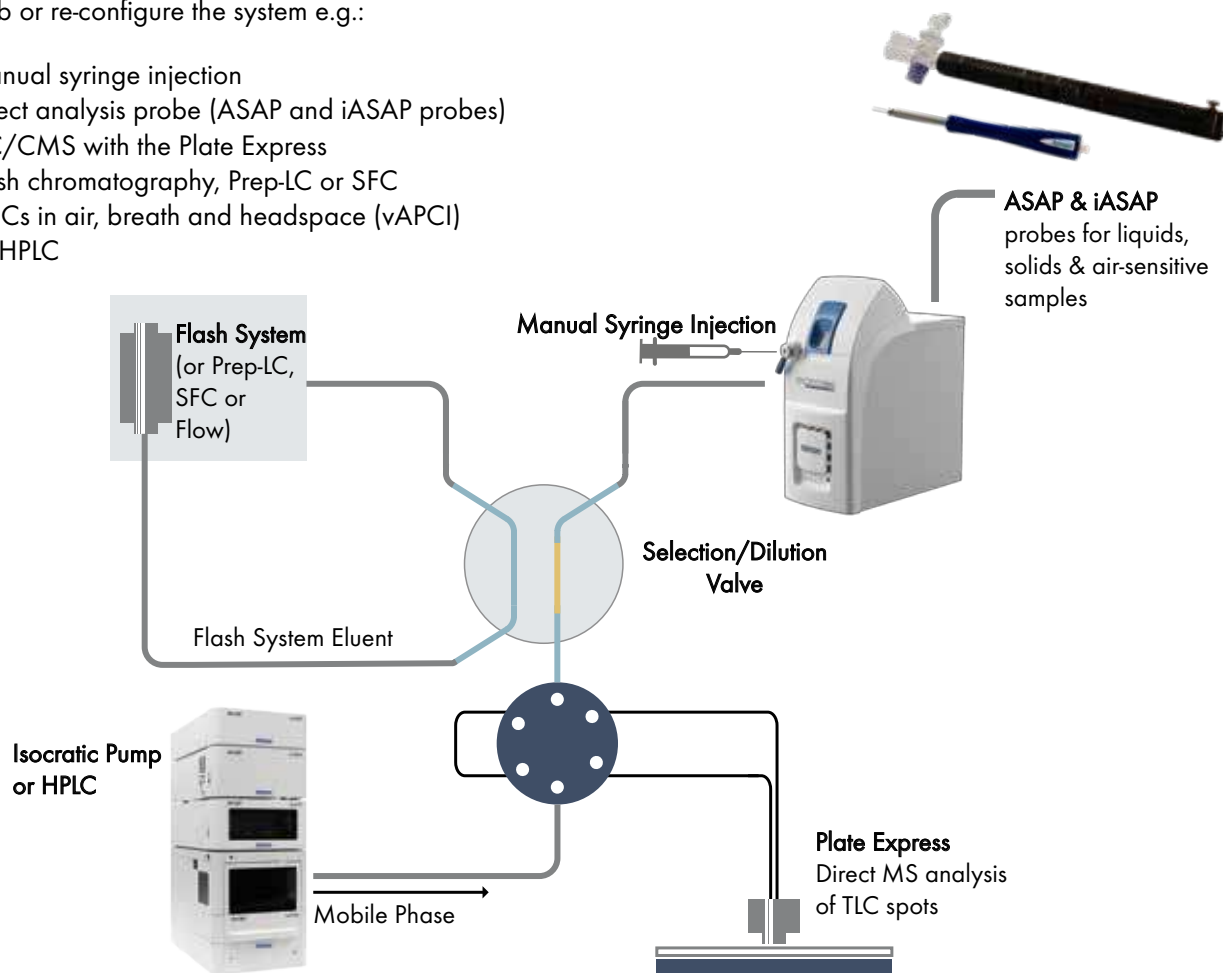 b or re-configure the system e.g.:
anual syringe injection
ect analysis probe (ASAP and iASAP probes)
C/CMS with the Plate Express
sh chromatography, Prep-LC or SFC
Cs in air, breath and headspace (vAPCI)
HPLC
ASAP & iASAP
probes for liquids,
solids & air-sensitive
samples
Manual Syringe Injection
Flash System
(or Prep-LC,
SFC or
Flow)
Selection/Dilution
Valve
Flash System Eluent
Isocratic Pump
or HPLC
Mobile Phase
Plate Express
Direct MS analysis
of TLC spots